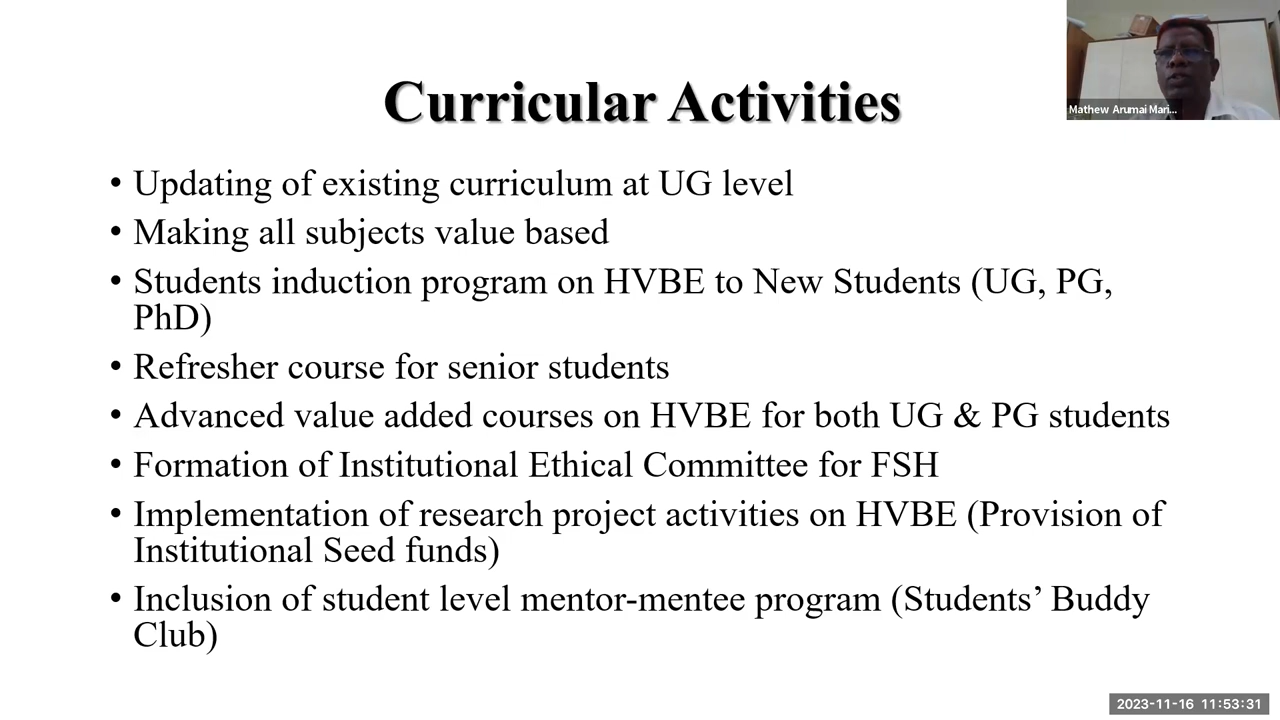 Curricular Activities
Mathew Arumai Mari...
• Updating of existing curriculum at UG level
• Making all subjects value based
• Students induction program on HVBE to New Students (UG, PG,
PhD)
• Refresher course for senior students
• Advanced value added courses on HVBE for both UG & PG students
• Formation of Institutional Ethical Committee for FSH
• Implementation of research project activities on HVBE (Provision of
Institutional Seed funds)
• Inclusion of student level mentor-mentee program (Students’ Buddy
Club)
2023-11-16 11:53:31